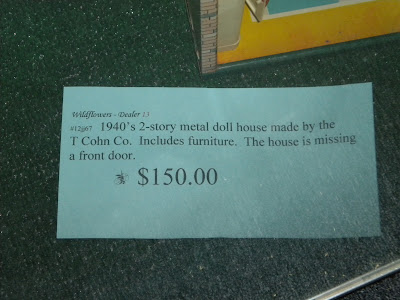 Wildflowers - Dealer 13
#12g67 1940's 2-story metal doll house made by the
T Cohn Co. Includes furniture. The house is missing
a front door.
$150.00